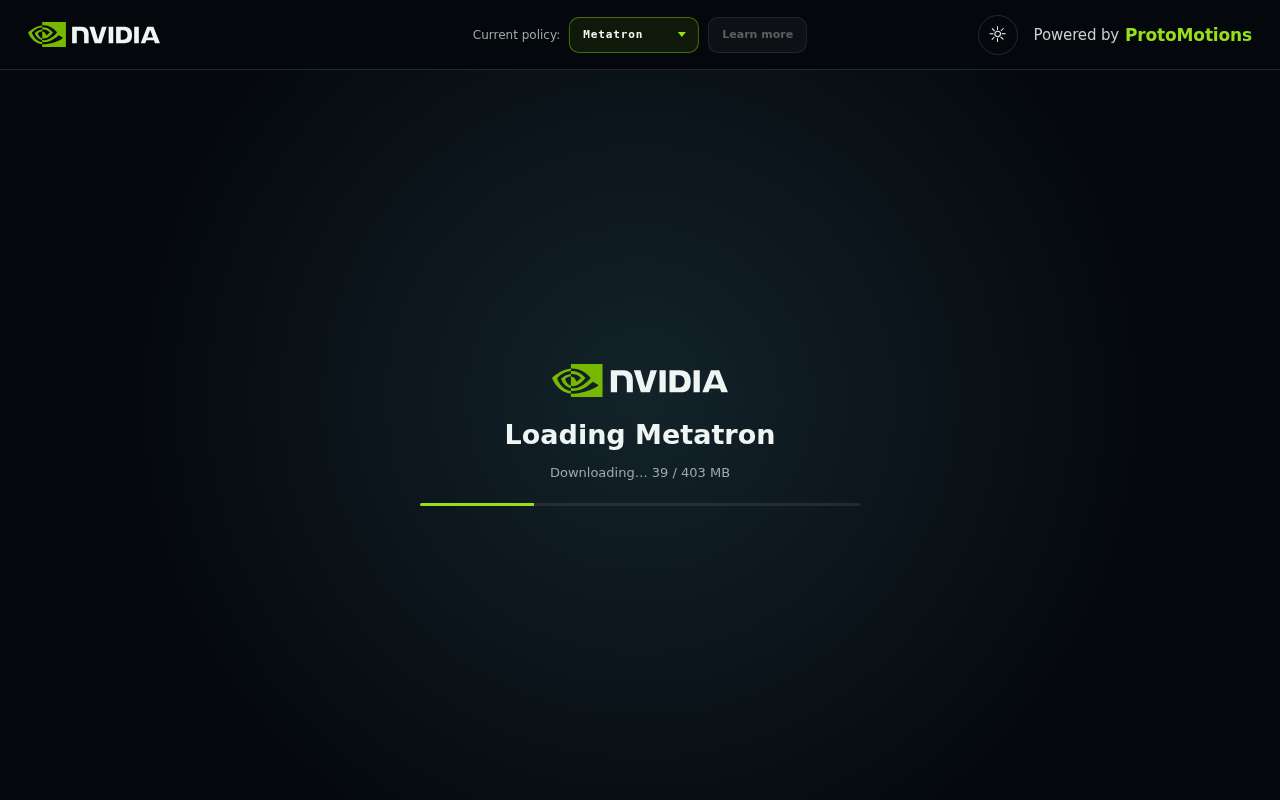 NVIDIA
Current policy: Metatron Learn more
Powered by ProtoMotions
NVIDIA
Loading Metatron
Downloading... 39 / 403 MB